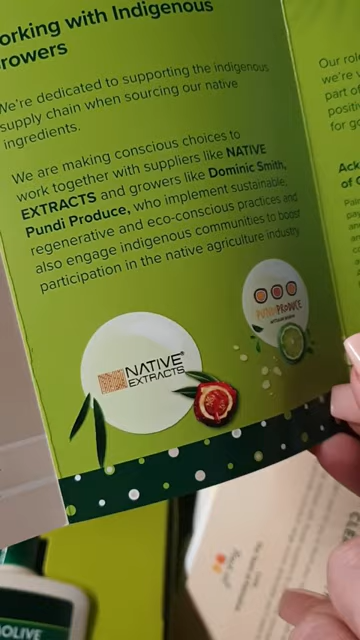 orking with Indigenous
rowers
We're dedicated to supporting the indigenous
supply chain when sourcing our native
ingredients.
We are making conscious choices to
work together with suppliers like NATIVE
EXTRACTS and growers like Dominic Smith,
Pundi Produce, who implement sustainable,
regenerative and eco-conscious practices and
also engage indigenous communities to boost
participation in the native agriculture industry
NATIVE
EXTRACTS
PUNDI PRODUCE
Our role
we're
part of
positiv
for go
Ack
of C
MOLIVE